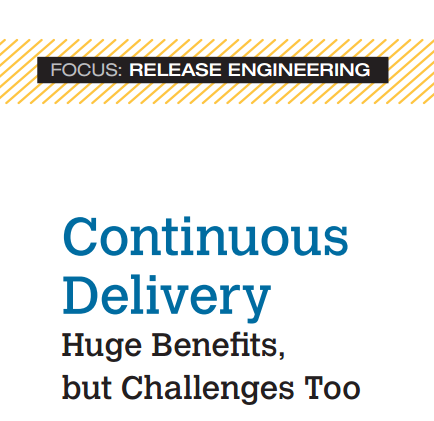 FOCUS: RELEASE ENGINEERING
Continuous
Delivery
Huge Benefits,
but Challenges Too